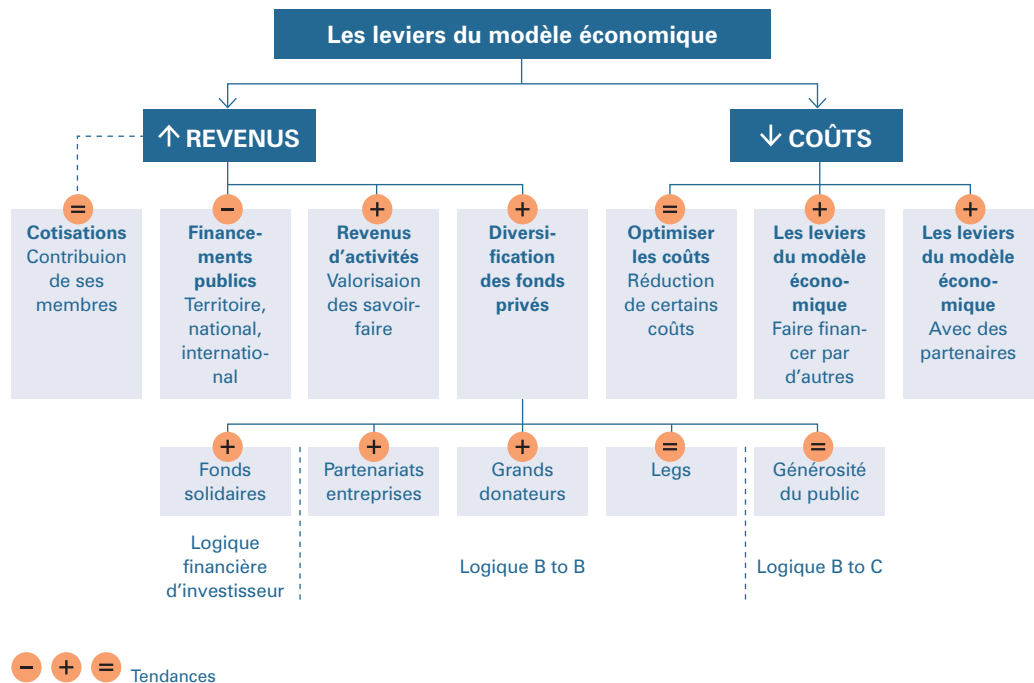 Les leviers du modèle économique
↑ REVENUS
↓ COÛTS
=
Cotisations
Contribuion
de ses
membres
–
Finance-
ments
publics
Territoire,
national,
internatio-
nal
+
Revenus
d’activités
Valorisaion
des savoir-
faire
+
Diversi-
fication
des fonds
privés
=
Optimiser
les coûts
Réduction
de certains
coûts
+
Les leviers
du modèle
écono-
mique
Faire finan-
cer par
d’autres
+
Les leviers
du modèle
écono-
mique
Avec des
partenaires
+
Fonds
solidaires
+
Partenariats
entreprises
+
Grands
donateurs
=
Legs
=
Générosité
du public
Logique
financière
d’investisseur
Logique B to B
Logique B to C
– + = Tendances